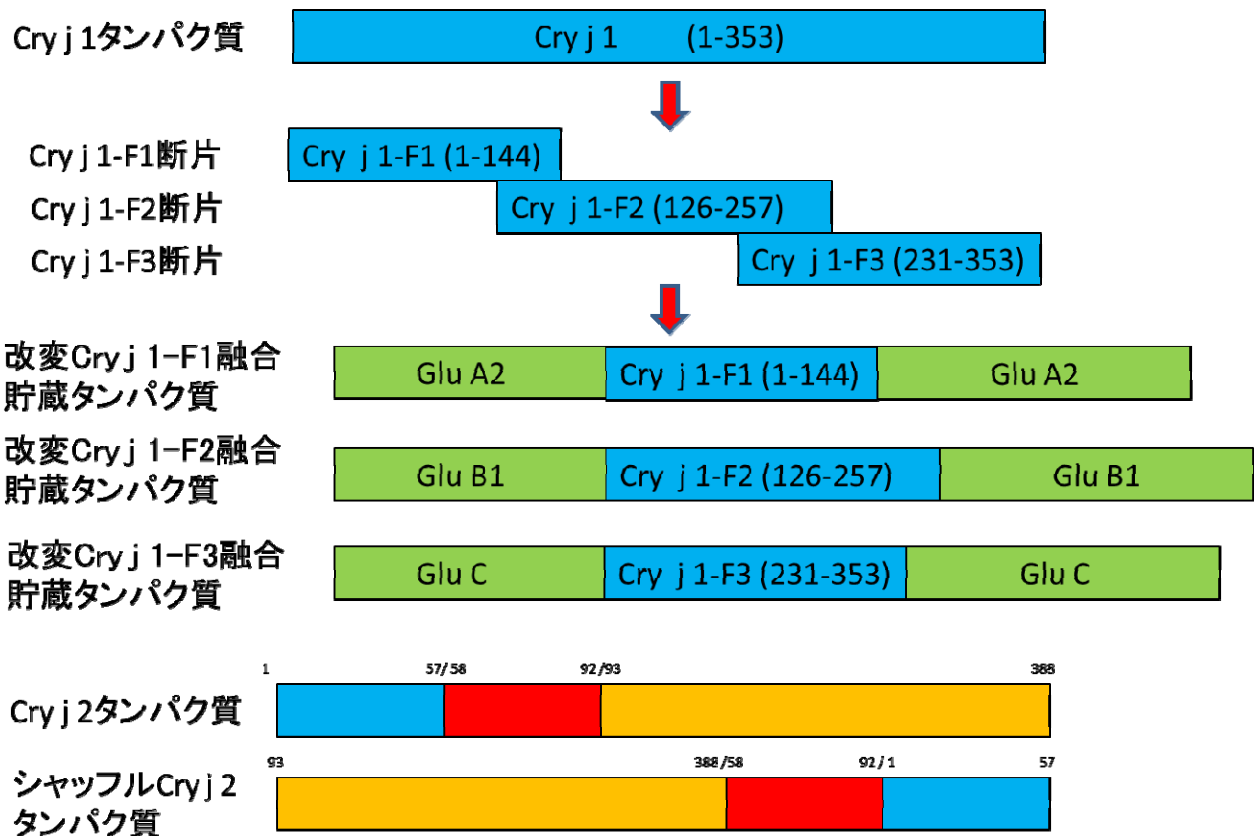 Cry j 1タンパク質
Cry j 1 (1-353)
Cry j 1-F1断片
Cry j 1-F1 (1-144)
Cry j 1-F2断片
Cry j 1-F2 (126-257)
Cry j 1-F3断片
Cry j 1-F3 (231-353)
改変Cry j 1-F1融合
貯蔵タンパク質
Glu A2 Cry j 1-F1 (1-144) Glu A2
改変Cry j 1-F2融合
貯蔵タンパク質
Glu B1 Cry j 1-F2 (126-257) Glu B1
改変Cry j 1-F3融合
貯蔵タンパク質
Glu C Cry j 1-F3 (231-353) Glu C
1 57/58 92/93 388
Cry j 2タンパク質
93 388/58 92/1 57
シャッフルCry j 2
タンパク質